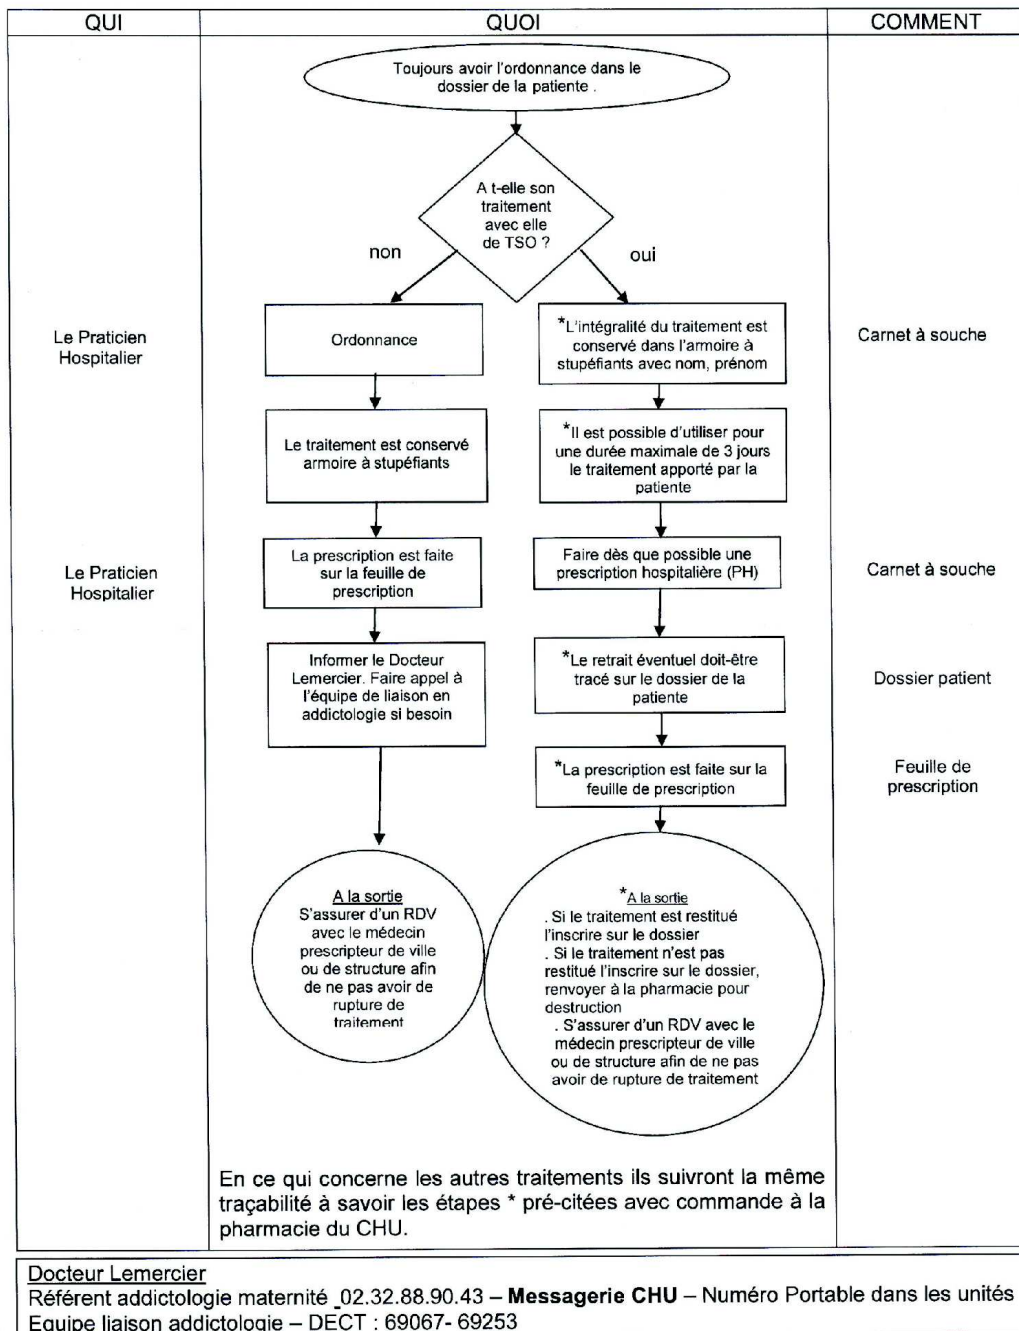 QUI
QUOI
COMMENT
Toujours avoir l'ordonnance dans le
dossier de la patiente .
A t-elle son
traitement
avec elle
de TSO ?
non
oui
Le Praticien
Hospitalier
Ordonnance
*L'intégralité du traitement est
conservé dans l'armoire à
stupéfiants avec nom, prénom
Carnet à souche
Le traitement est conservé
armoire à stupéfiants
*Il est possible d'utiliser pour
une durée maximale de 3 jours
le traitement apporté par la
patiente
Le Praticien
Hospitalier
La prescription est faite
sur la feuille de
prescription
Faire dès que possible une
prescription hospitalière (PH)
Carnet à souche
Informer le Docteur
Lemercier. Faire appel à
l'équipe de liaison en
addictologie si besoin
*Le retrait éventuel doit-être
tracé sur le dossier de la
patiente
Dossier patient
*La prescription est faite sur la
feuille de prescription
Feuille de
prescription
A la sortie
S'assurer d'un RDV
avec le médecin
prescripteur de ville
ou de structure afin
de ne pas avoir de
rupture de
traitement
*A la sortie
. Si le traitement est restitué
l'inscrire sur le dossier
. Si le traitement n'est pas
restitué l'inscrire sur le dossier,
renvoyer à la pharmacie pour
destruction
. S'assurer d'un RDV avec le
médecin prescripteur de ville
ou de structure afin de ne pas
avoir de rupture de traitement
En ce qui concerne les autres traitements ils suivront la même
traçabilité à savoir les étapes * pré-citées avec commande à la
pharmacie du CHU.
Docteur Lemercier
Référent addictologie maternité _02.32.88.90.43 – Messagerie CHU – Numéro Portable dans les unités
Equipe liaison addictologie – DECT : 69067- 69253